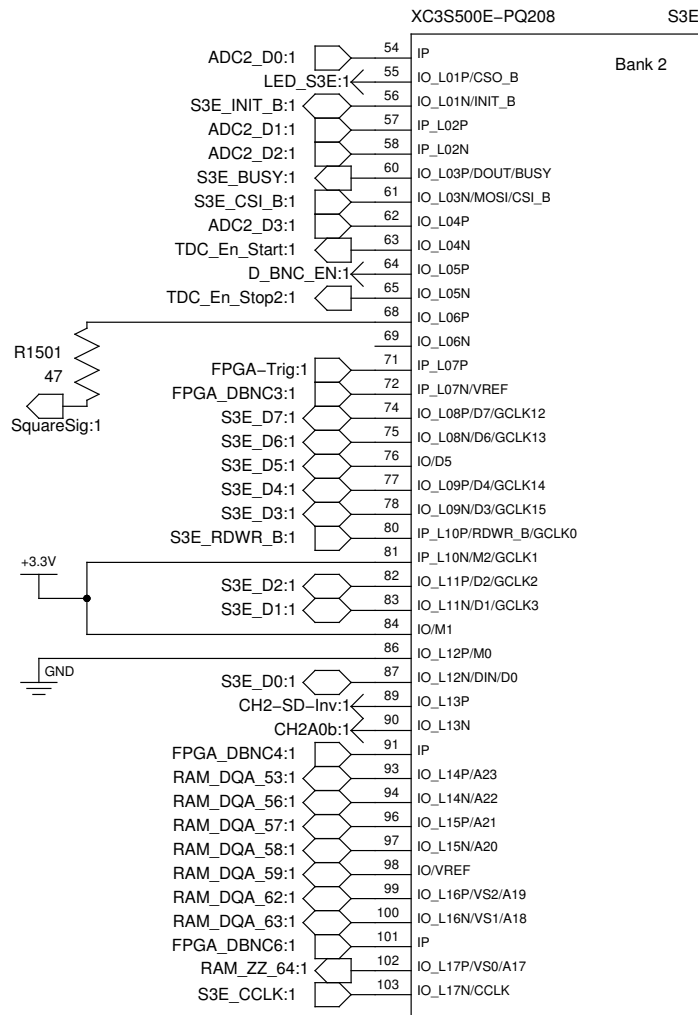 XC3S500E−PQ208 S3E
Bank 2
ADC2_D0:1 54 IP
LED_S3E:1 55 IO_L01P/CSO_B
S3E_INIT_B:1 56 IO_L01N/INIT_B
ADC2_D1:1 57 IP_L02P
ADC2_D2:1 58 IP_L02N
S3E_BUSY:1 60 IO_L03P/DOUT/BUSY
S3E_CSI_B:1 61 IO_L03N/MOSI/CSI_B
ADC2_D3:1 62 IO_L04P
TDC_En_Start:1 63 IO_L04N
D_BNC_EN:1 64 IO_L05P
TDC_En_Stop2:1 65 IO_L05N
68 IO_L06P
69 IO_L06N
R1501
47
SquareSig:1
FPGA−Trig:1 71 IP_L07P
FPGA_DBNC3:1 72 IP_L07N/VREF
S3E_D7:1 74 IO_L08P/D7/GCLK12
S3E_D6:1 75 IO_L08N/D6/GCLK13
S3E_D5:1 76 IO/D5
S3E_D4:1 77 IO_L09P/D4/GCLK14
S3E_D3:1 78 IO_L09N/D3/GCLK15
S3E_RDWR_B:1 80 IP_L10P/RDWR_B/GCLK0
81 IP_L10N/M2/GCLK1
+3.3V
S3E_D2:1 82 IO_L11P/D2/GCLK2
S3E_D1:1 83 IO_L11N/D1/GCLK3
84 IO/M1
86 IO_L12P/M0
GND
S3E_D0:1 87 IO_L12N/DIN/D0
CH2−SD−Inv:1 89 IO_L13P
CH2A0b:1 90 IO_L13N
FPGA_DBNC4:1 91 IP
RAM_DQA_53:1 93 IO_L14P/A23
RAM_DQA_56:1 94 IO_L14N/A22
RAM_DQA_57:1 96 IO_L15P/A21
RAM_DQA_58:1 97 IO_L15N/A20
RAM_DQA_59:1 98 IO/VREF
RAM_DQA_62:1 99 IO_L16P/VS2/A19
RAM_DQA_63:1 100 IO_L16N/VS1/A18
FPGA_DBNC6:1 101 IP
RAM_ZZ_64:1 102 IO_L17P/VS0/A17
S3E_CCLK:1 103 IO_L17N/CCLK